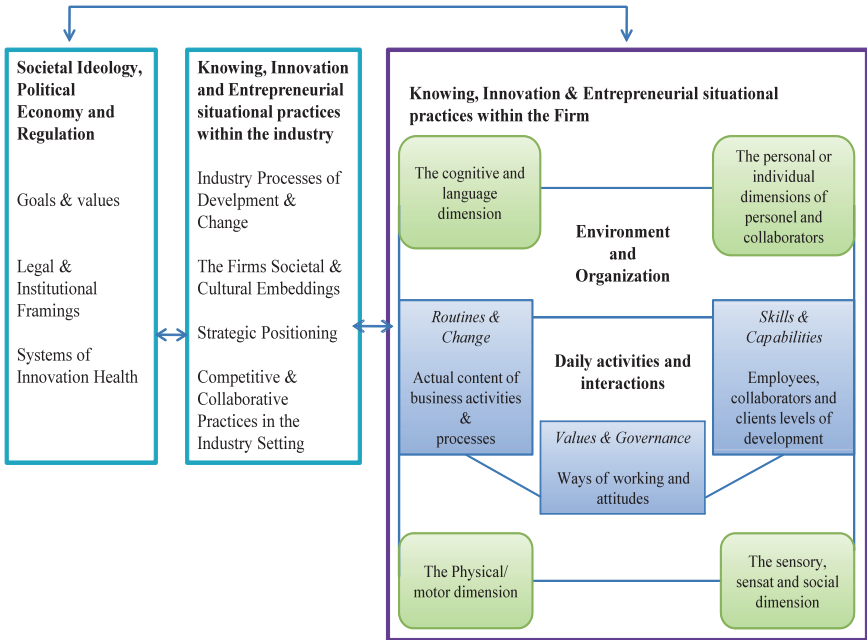 Societal Ideology,
Political
Economy and
Regulation
Goals & values
Legal &
Institutional
Framings
Systems of
Innovation Health
Knowing, Innovation
and Entrepreneurial
situational practices
within the industry
Industry Processes of
Develpment &
Change
The Firms Societal &
Cultural Embeddings
Strategic Positioning
Competitive &
Collaborative
Practices in the
Industry Setting
Knowing, Innovation & Entrepreneurial situational
practices within the Firm
The cognitive and
language
dimension
The personal or
individual
dimensions of
personel and
collaborators
Environment
and
Organization
Routines &
Change
Actual content of
business activities
&
processes
Daily activities and
interactions
Skills &
Capabilities
Employees,
collaborators and
clients levels of
development
Values & Governance
Ways of working and
attitudes
The Physical/
motor dimension
The sensory,
sensat and social
dimension